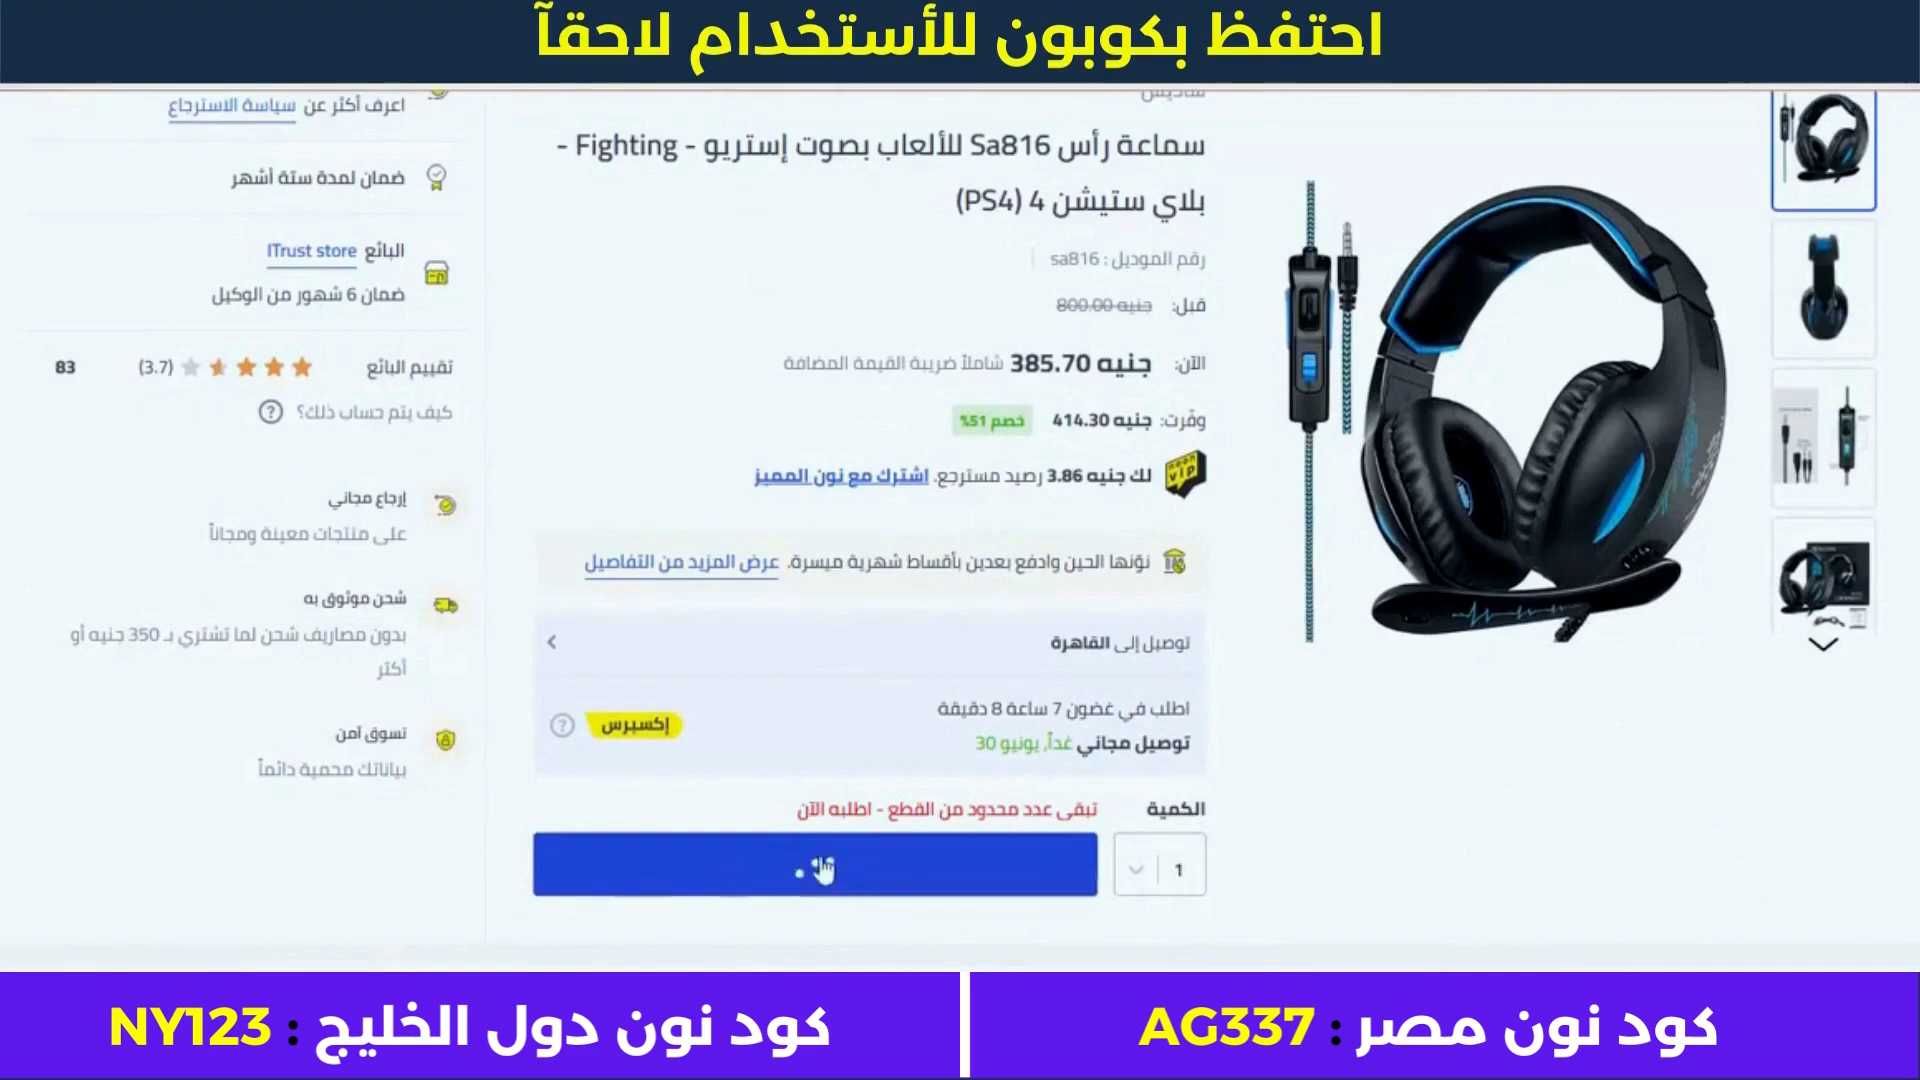 احتفظ بكوبون للأستخدام لاحقآ
ساديس
سماعة رأس Sa816 للألعاب بصوت إستريو - Fighting -
بلاي ستيشن 4 (PS4)
رقم الموديل : sa816
قبل: جنيه 800.00
الآن: جنيه 385.70 شاملاً ضريبة القيمة المضافة
وفّرت: جنيه 414.30 خصم 51%
noon vip لك جنيه 3.86 رصيد مسترجع. اشترك مع نون المميز
نوّنها الحين وادفع بعدين بأقساط شهرية ميسرة. عرض المزيد من التفاصيل
توصيل إلى القاهرة
اطلب في غضون 7 ساعة 8 دقيقة
إكسبرس
توصيل مجاني غداً, يونيو 30
الكمية تبقى عدد محدود من القطع - اطلبه الآن
1
اعرف أكثر عن سياسة الاسترجاع
ضمان لمدة ستة أشهر
البائع ITrust store
ضمان 6 شهور من الوكيل
تقييم البائع (3.7) 83
كيف يتم حساب ذلك؟ ?
إرجاع مجاني
على منتجات معينة ومجاناً
شحن موثوق به
بدون مصاريف شحن لما تشتري بـ 350 جنيه أو
أكثر
تسوق آمن
بياناتك محمية دائماً
كود نون مصر : AG337
كود نون دول الخليج : NY123